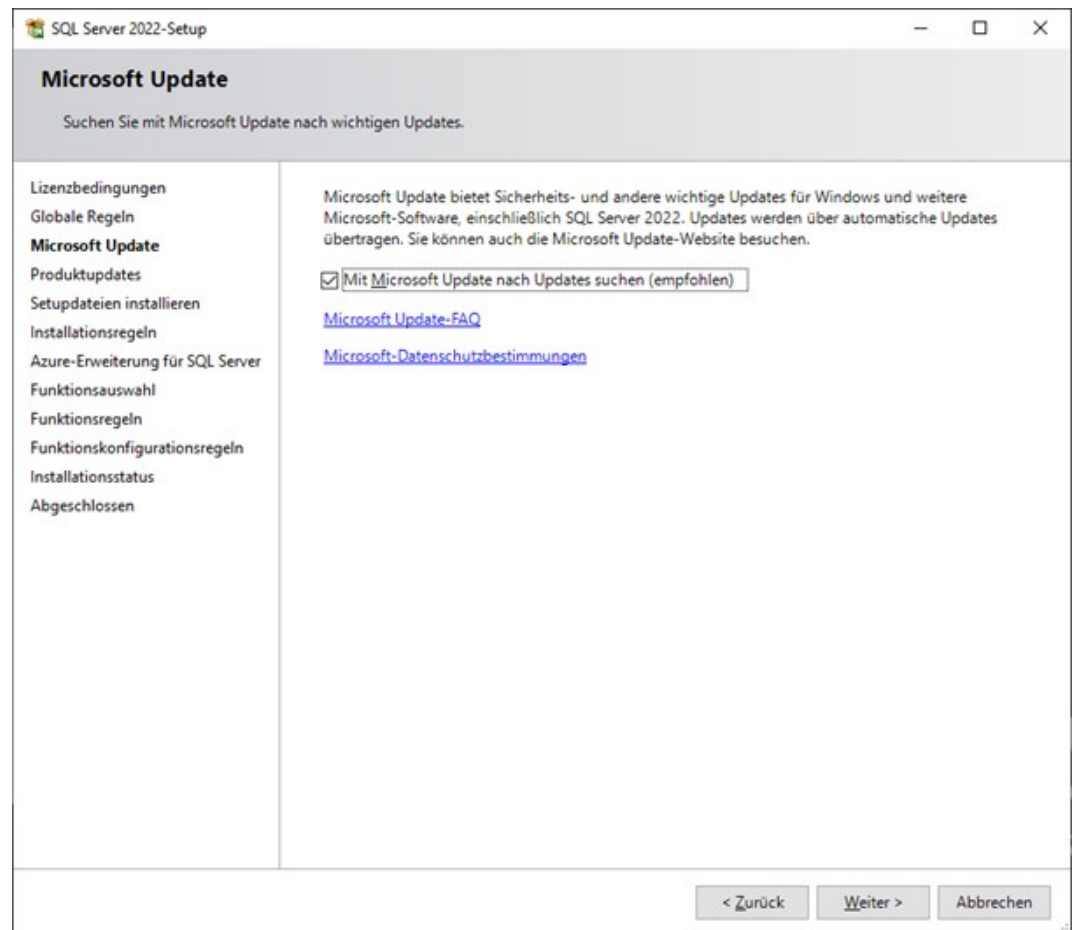 SQL Server 2022-Setup
Microsoft Update
Suchen Sie mit Microsoft Update nach wichtigen Updates.
Lizenzbedingungen
Globale Regeln
Microsoft Update
Produktupdates
Setupdateien installieren
Installationsregeln
Azure-Erweiterung für SQL Server
Funktionsauswahl
Funktionsregeln
Funktionskonfigurationsregeln
Installationsstatus
Abgeschlossen
Microsoft Update bietet Sicherheits- und andere wichtige Updates für Windows und weitere
Microsoft-Software, einschließlich SQL Server 2022. Updates werden über automatische Updates
übertragen. Sie können auch die Microsoft Update-Website besuchen.
Mit Microsoft Update nach Updates suchen (empfohlen)
Microsoft Update-FAQ
Microsoft-Datenschutzbestimmungen
< Zurück
Weiter >
Abbrechen